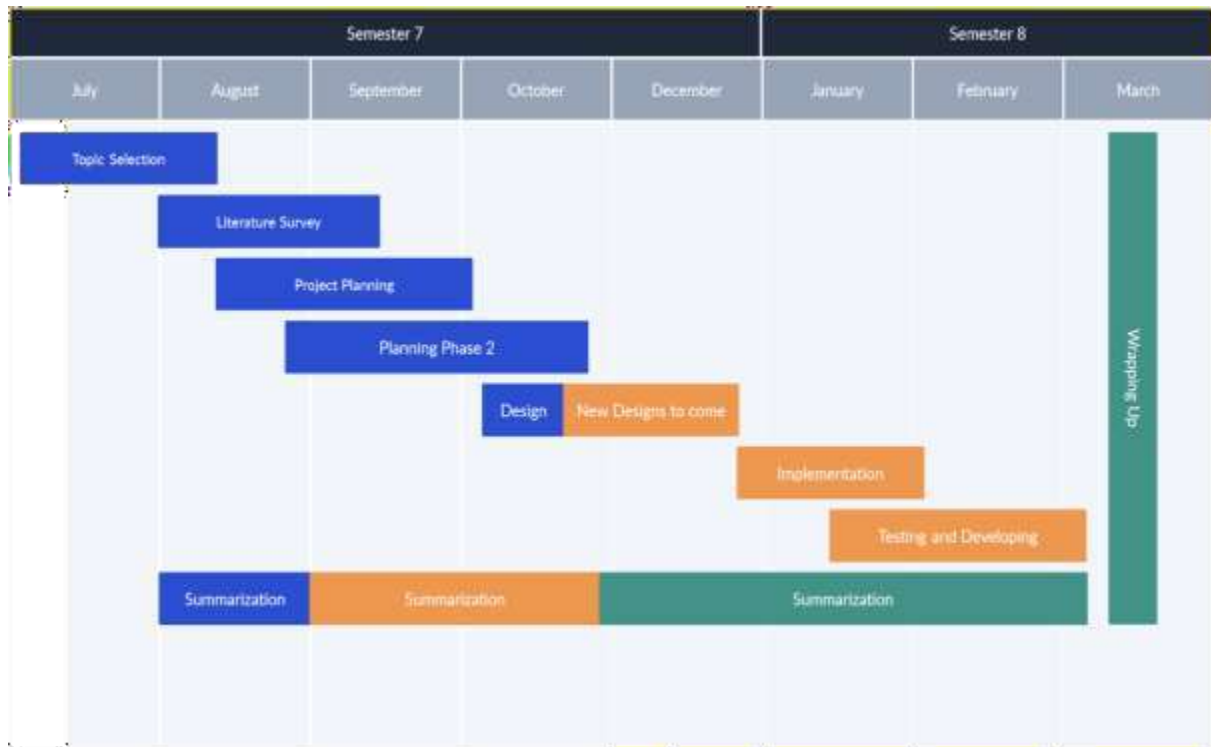 Semester 7
Semester 8
July
August
September
October
December
January
February
March
Topic Selection
Literature Survey
Project Planning
Planning Phase 2
Design
New Designs to come
Implementation
Testing and Developing
Summarization
Summarization
Summarization
Wrapping Up